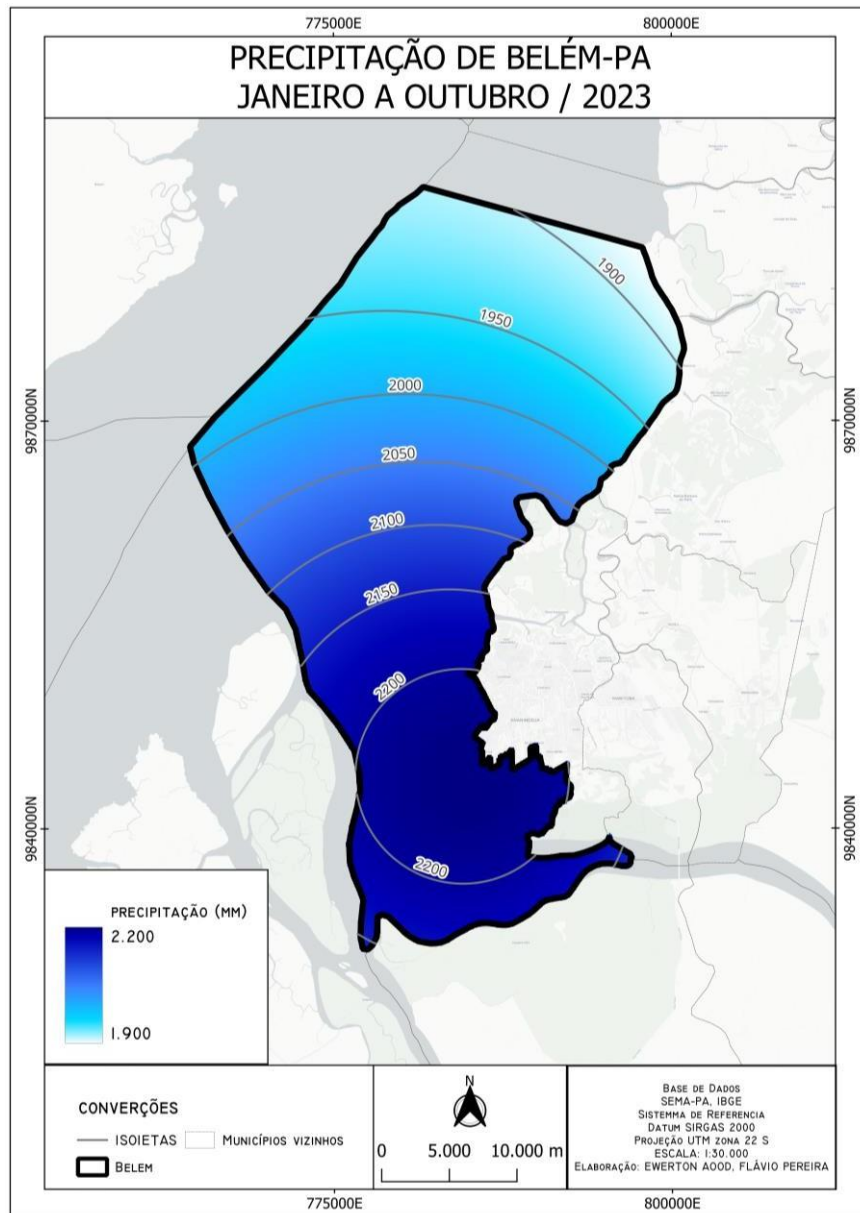 775000E
800000E
PRECIPITAÇÃO DE BELÉM-PA
JANEIRO A OUTUBRO / 2023
1900
1950
2000
9870000N
9870000N
2050
2100
2150
2200
9840000N
9840000N
2200
PRECIPITAÇÃO (MM)
2.200
1.900
CONVERÇÕES
ISOIETAS
MUNICÍPIOS VIZINHOS
BELEM
N
0 5.000 10.000 m
BASE DE DADOS
SEMA-PA, IBGE
SISTEMMA DE REFERENCIA
DATUM SIRGAS 2000
PROJEÇÃO UTM ZONA 22 S
ESCALA: 1:30.000
ELABORAÇÃO: EWERTON AOOD, FLÁVIO PEREIRA
775000E
800000E